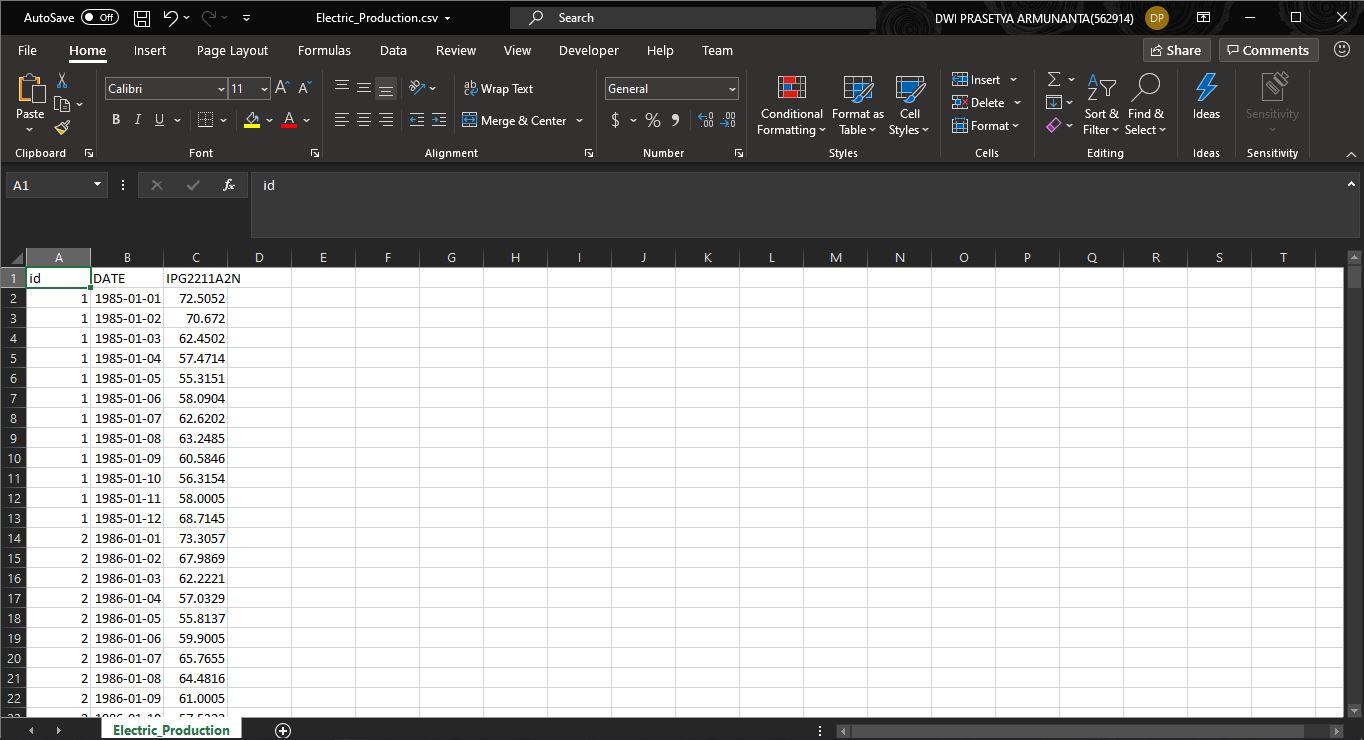 AutoSave Off Electric_Production.csv Search DWI PRASETYA ARMUNANTA(562914) DP
File Home Insert Page Layout Formulas Data Review View Developer Help Team Share Comments
Paste Calibri 11 A A Wrap Text General Conditional Formatting Format as Table Cell Styles Insert Delete Format Sort & Filter Find & Select Ideas Sensitivity
B I U A Merge & Center $ % 9
Clipboard Font Alignment Number Styles Cells Editing Ideas Sensitivity
A1 fx id
A B C D E F G H I J K L M N O P Q R S T
1 id DATE IPG2211A2N
2 1 1985-01-01 72.5052
3 1 1985-01-02 70.672
4 1 1985-01-03 62.4502
5 1 1985-01-04 57.4714
6 1 1985-01-05 55.3151
7 1 1985-01-06 58.0904
8 1 1985-01-07 62.6202
9 1 1985-01-08 63.2485
10 1 1985-01-09 60.5846
11 1 1985-01-10 56.3154
12 1 1985-01-11 58.0005
13 1 1985-01-12 68.7145
14 2 1986-01-01 73.3057
15 2 1986-01-02 67.9869
16 2 1986-01-03 62.2221
17 2 1986-01-04 57.0329
18 2 1986-01-05 55.8137
19 2 1986-01-06 59.9005
20 2 1986-01-07 65.7655
21 2 1986-01-08 64.4816
22 2 1986-01-09 61.0005
Electric_Production